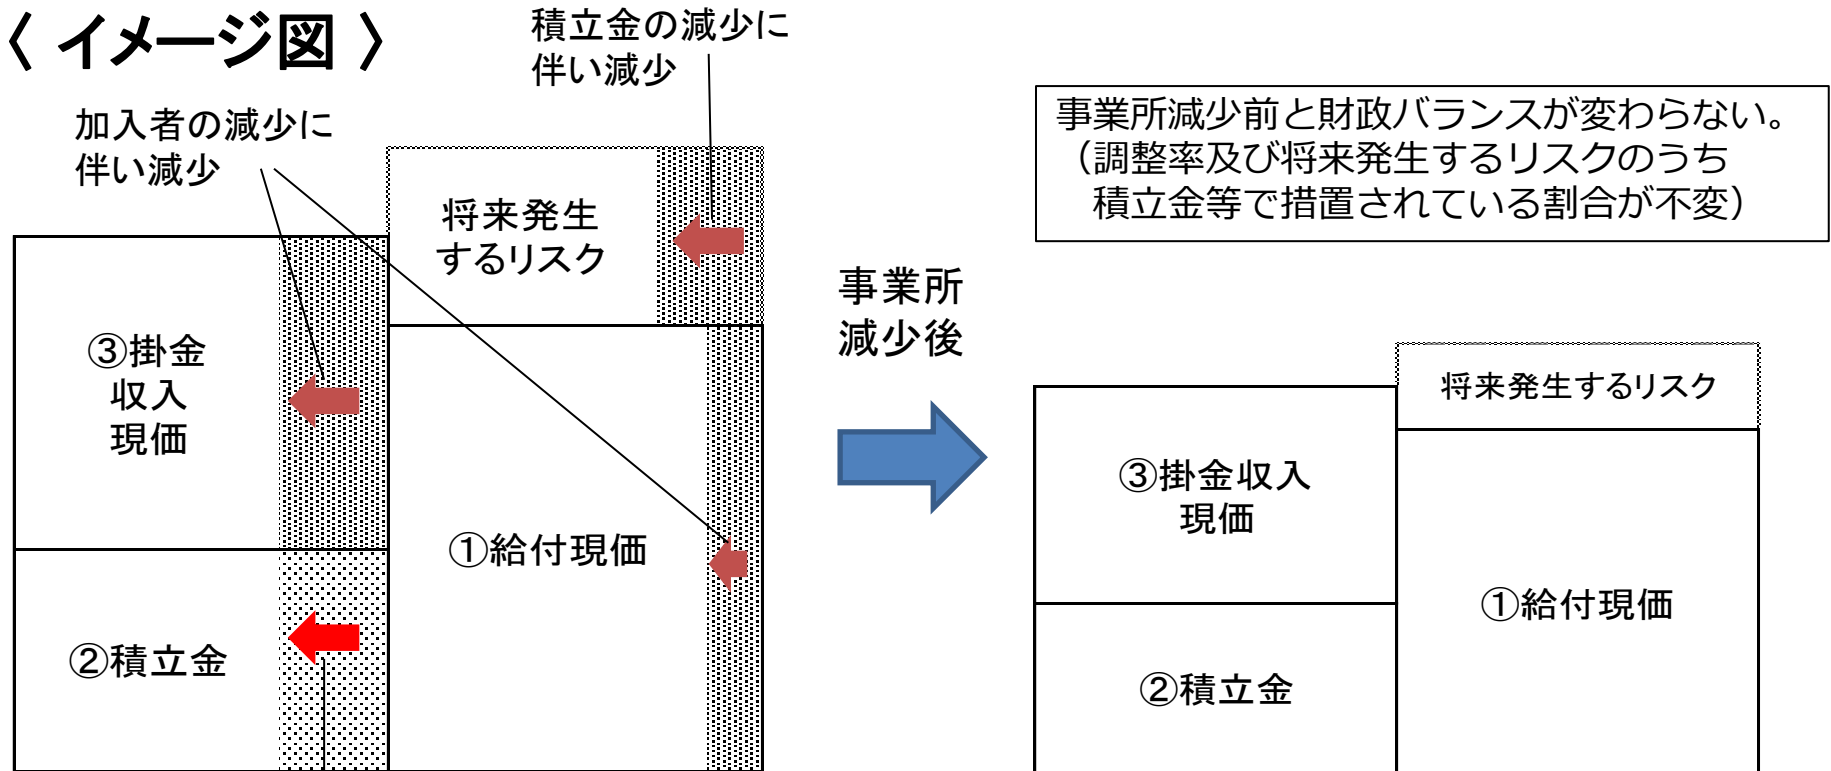 〈 イメージ図 〉
積立金の減少に
伴い減少
加入者の減少に
伴い減少
将来発生
するリスク
③掛金
収入
現価
①給付現価
②積立金
事業所
減少後
事業所減少前と財政バランスが変わらない。
（調整率及び将来発生するリスクのうち
積立金等で措置されている割合が不変）
将来発生するリスク
③掛金収入
現価
①給付現価
②積立金